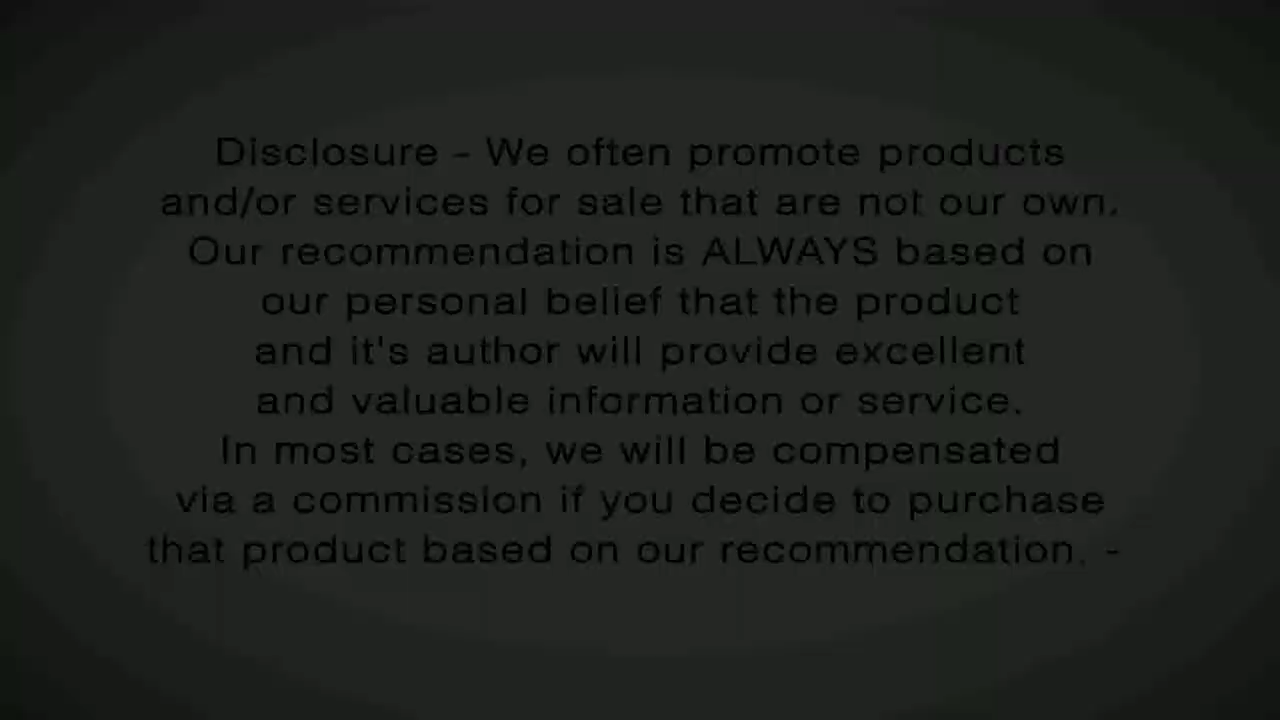 Disclosure - We often promote products
and/or services for sale that are not our own.
Our recommendation is ALWAYS based on
our personal belief that the product
and it's author will provide excellent
and valuable information or service.
In most cases, we will be compensated
via a commission if you decide to purchase
that product based on our recommendation. -